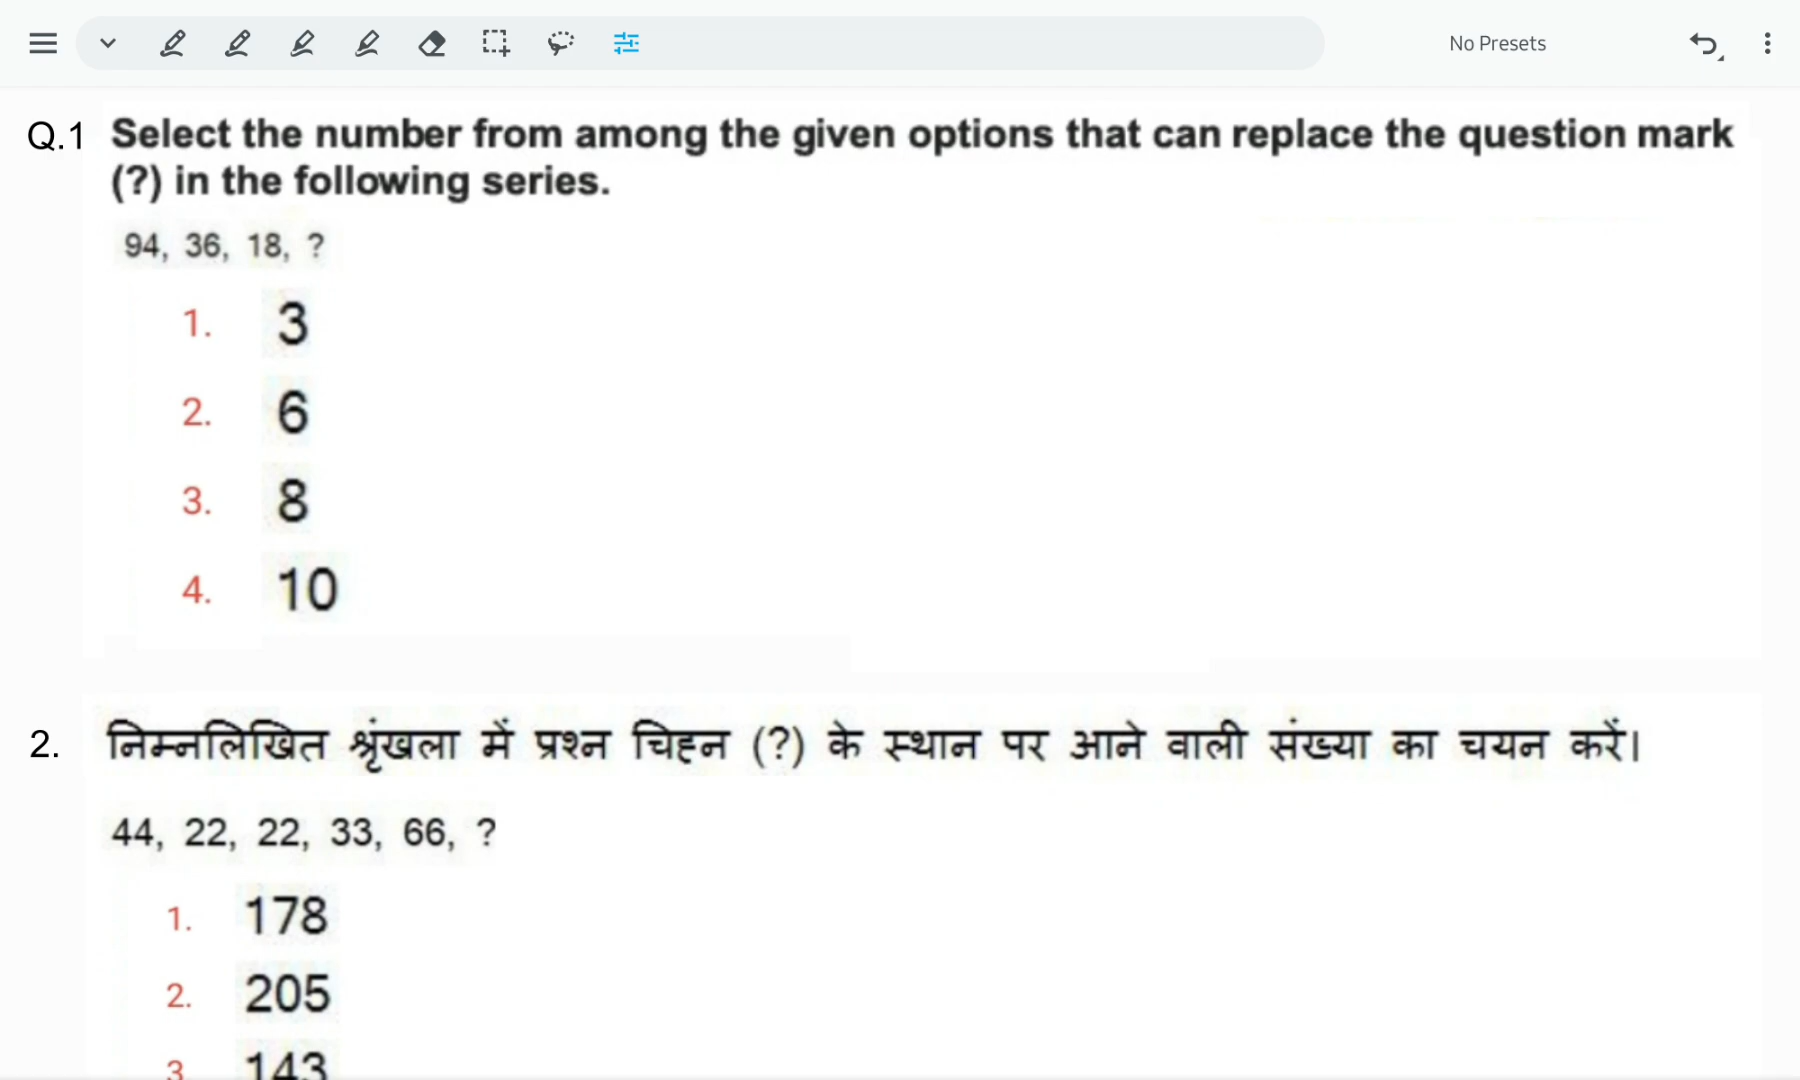 No Presets
Q.1 Select the number from among the given options that can replace the question mark
(?) in the following series.
94, 36, 18, ?
1. 3
2. 6
3. 8
4. 10
2. निम्नलिखित श्रृंखला में प्रश्न चिह्न (?) के स्थान पर आने वाली संख्या का चयन करें।
44, 22, 22, 33, 66, ?
1. 178
2. 205
3. 143